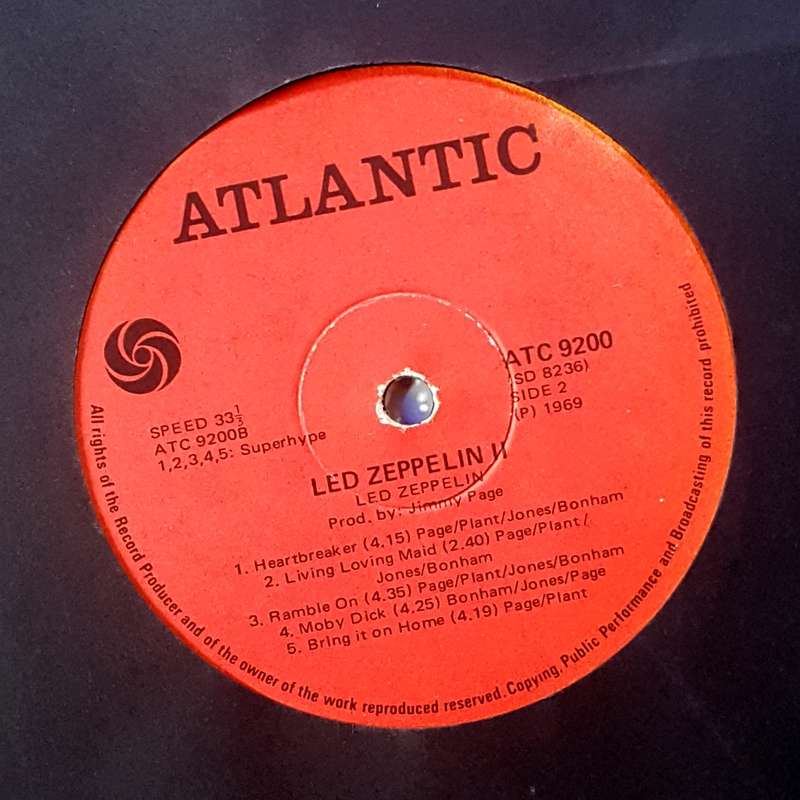 ATLANTIC
ATC 9200
(SD 8236)
SIDE 2
(P) 1969
SPEED 33⅓
ATC 9200B
1,2,3,4,5: Superhype
LED ZEPPELIN II
LED ZEPPELIN
Prod. by: Jimmy Page
1. Heartbreaker (4.15) Page/Plant/Jones/Bonham
2. Living Loving Maid (2.40) Page/Plant/
Jones/Bonham
3. Ramble On (4.35) Page/Plant/Jones/Bonham
4. Moby Dick (4.25) Bonham/Jones/Page
5. Bring it on Home (4.19) Page/Plant
All rights of the Record Producer and of the owner of the work reproduced reserved. Copying, Public Performance and Broadcasting of this record prohibited